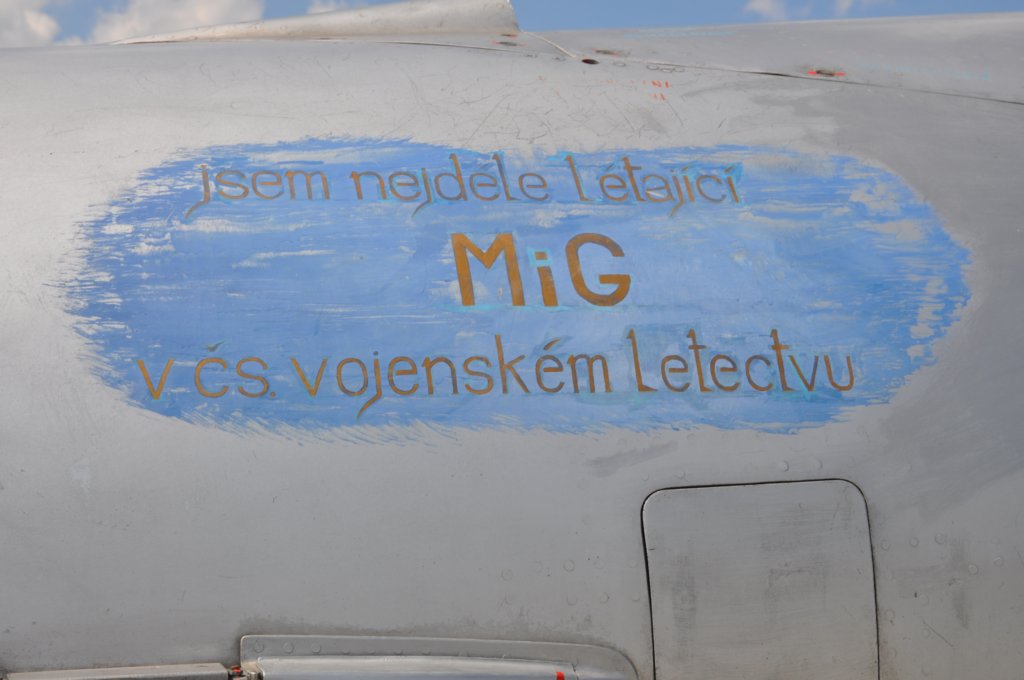 jsem nejdéle létající
MiG
v čs. vojenském letectvu